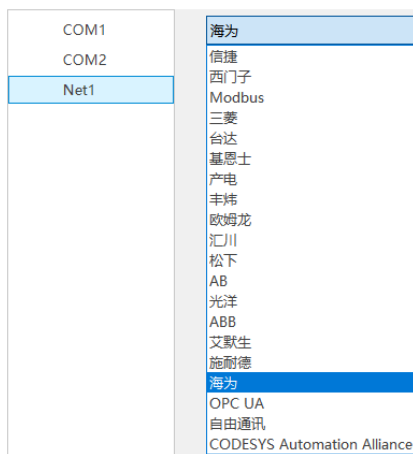 COM1
COM2
Net1
海为
信捷
西门子
Modbus
三菱
台达
基恩士
产电
丰炜
欧姆龙
汇川
松下
AB
光洋
ABB
艾默生
施耐德
海为
OPC UA
自由通讯
CODESYS Automation Alliance